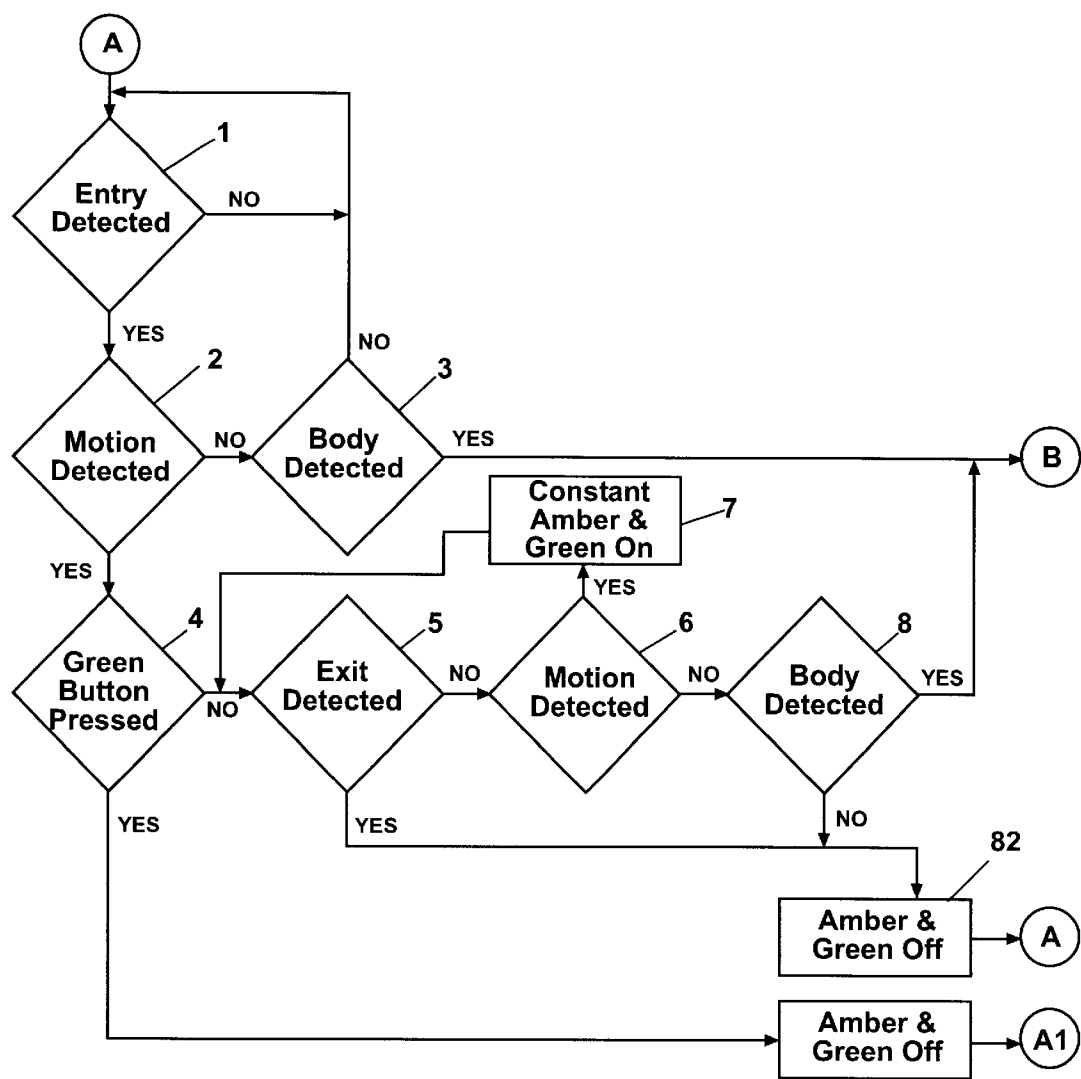 A
1
Entry
Detected
NO
YES
NO
2
3
Motion
Detected
NO
Body
Detected
YES
B
Constant
Amber &
Green On
7
YES
YES
4
5
6
8
Green
Button
Pressed
NO
Exit
Detected
NO
Motion
Detected
NO
Body
Detected
YES
YES
YES
NO
82
Amber &
Green Off
A
Amber &
Green Off
A1